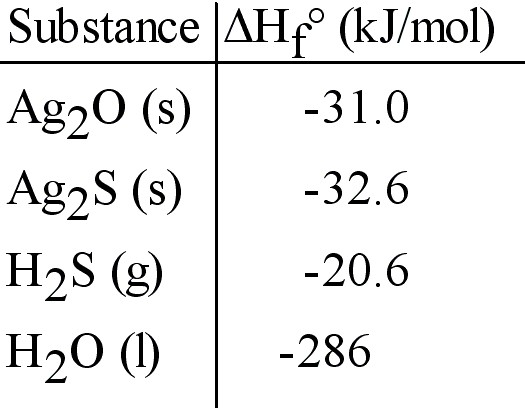 Substance ΔHf° (kJ/mol)
Ag2O (s) -31.0
Ag2S (s) -32.6
H2S (g) -20.6
H2O (l) -286